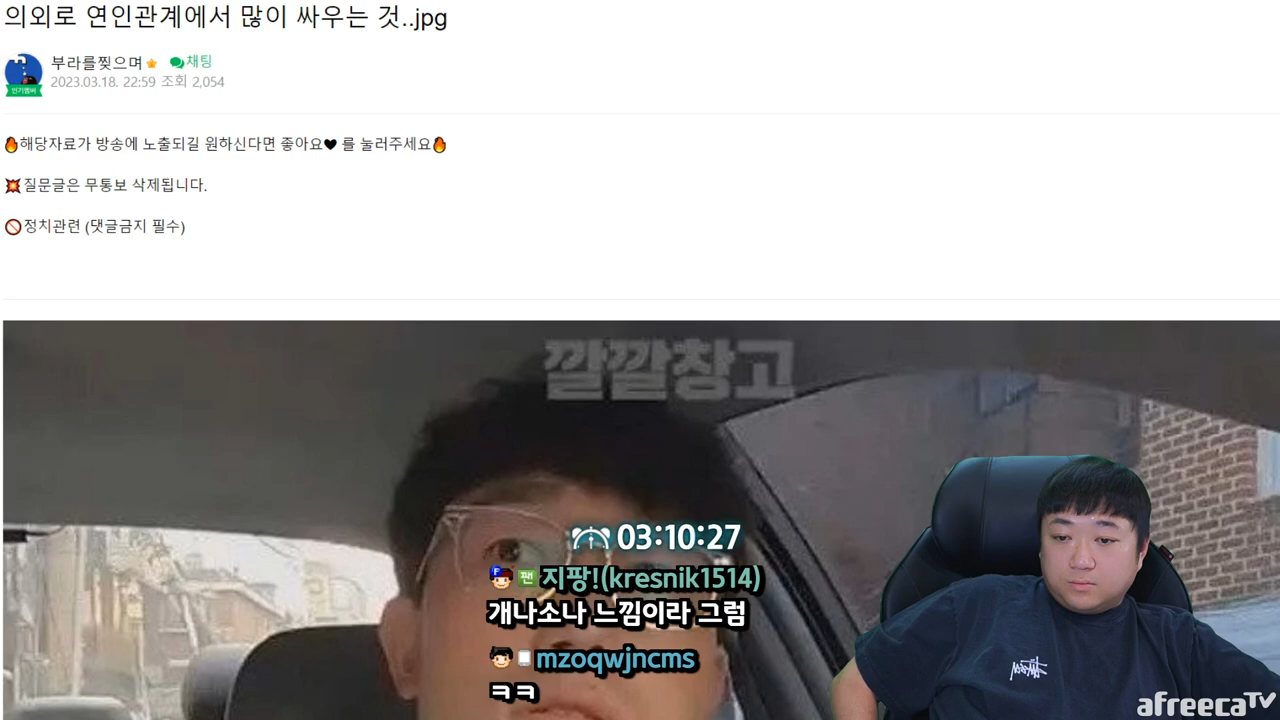 의외로 연인관계에서 많이 싸우는 것..jpg
부라를찢으며 채팅
인기멤버
2023.03.18. 22:59 조회 2,054
🔥해당자료가 방송에 노출되길 원하신다면 좋아요♥ 를 눌러주세요🔥
💥질문글은 무통보 삭제됩니다.
🚫정치관련 (댓글금지 필수)
깔깔창고
03:10:27
F 팬 지팡!(kresnik1514)
개나소나 느낌이라 그럼
mzoqwjncms
ㅋㅋ
afreecaTV